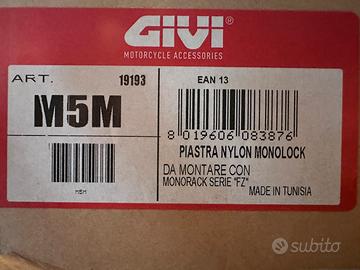 GIVI
MOTORCYCLE ACCESSORIES
ART. 19193
M5M
M5M
EAN 13
8 019606 083876
PIASTRA NYLON MONOLOCK
DA MONTARE CON
MONORACK SERIE "FZ"
MADE IN TUNISIA
subito